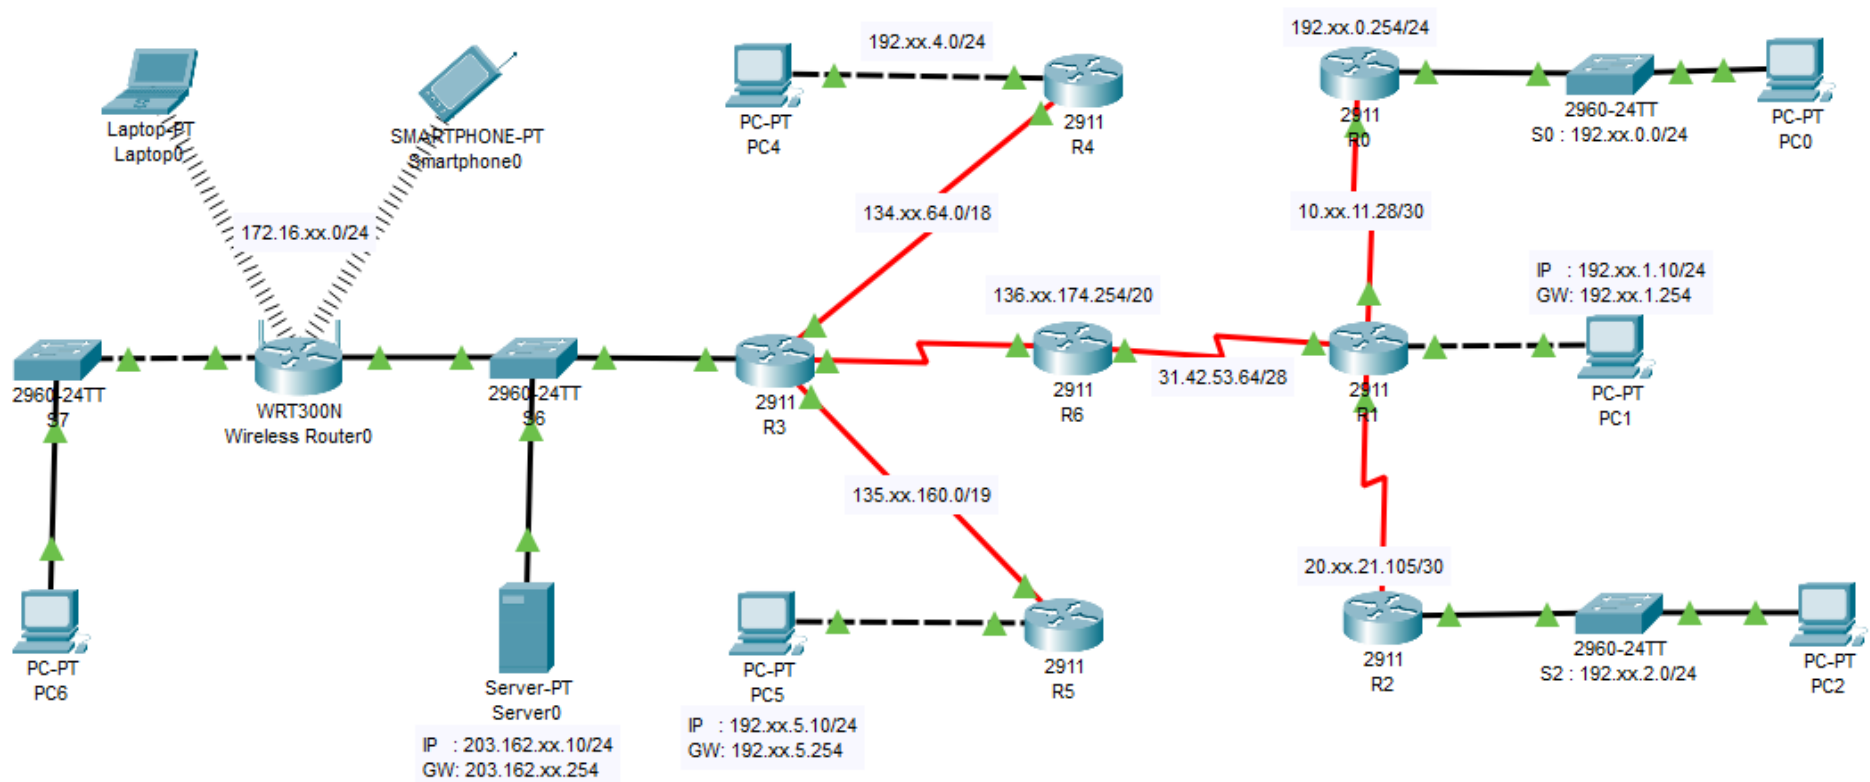 Laptop-PT
Laptop0
SMARTPHONE-PT
Smartphone0
172.16.xx.0/24
2960-24TT
S7
WRT300N
Wireless Router0
2960-24TT
S6
PC-PT
PC6
Server-PT
Server0
IP : 203.162.xx.10/24
GW: 203.162.xx.254
192.xx.4.0/24
PC-PT
PC4
2911
R4
134.xx.64.0/18
2911
R3
136.xx.174.254/20
2911
R6
31.42.53.64/28
135.xx.160.0/19
PC-PT
PC5
IP : 192.xx.5.10/24
GW: 192.xx.5.254
2911
R5
192.xx.0.254/24
2911
R0
2960-24TT
S0 : 192.xx.0.0/24
PC-PT
PC0
10.xx.11.28/30
IP : 192.xx.1.10/24
GW: 192.xx.1.254
2911
R1
PC-PT
PC1
20.xx.21.105/30
2911
R2
2960-24TT
S2 : 192.xx.2.0/24
PC-PT
PC2